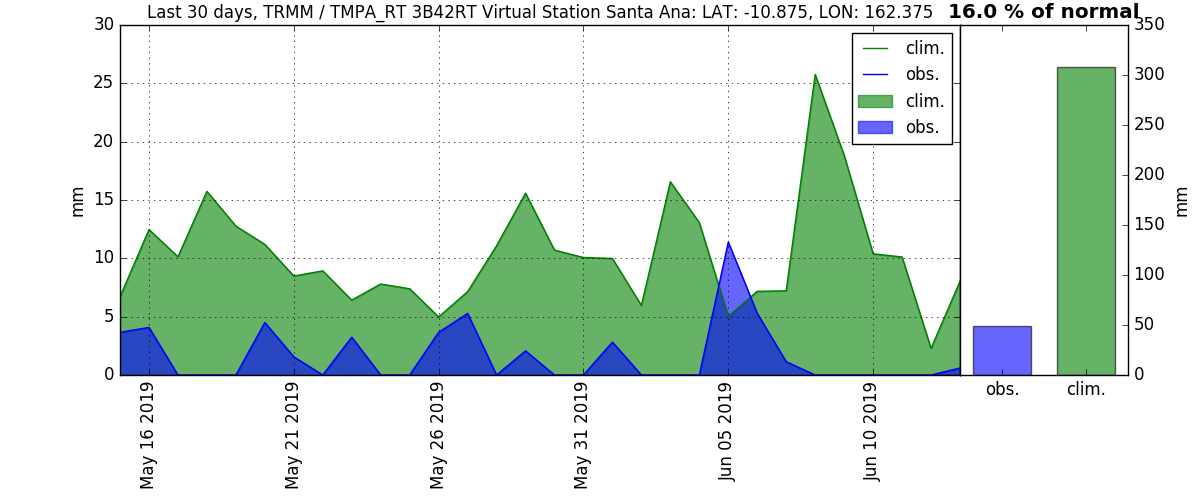 Last 30 days, TRMM / TMPA_RT 3B42RT Virtual Station Santa Ana: LAT: -10.875, LON: 162.375
16.0 % of normal
30
25
20
15
10
5
0
mm
clim.
obs.
clim.
obs.
May 16 2019
May 21 2019
May 26 2019
May 31 2019
Jun 05 2019
Jun 10 2019
350
300
250
200
150
100
50
0
mm
obs.
clim.